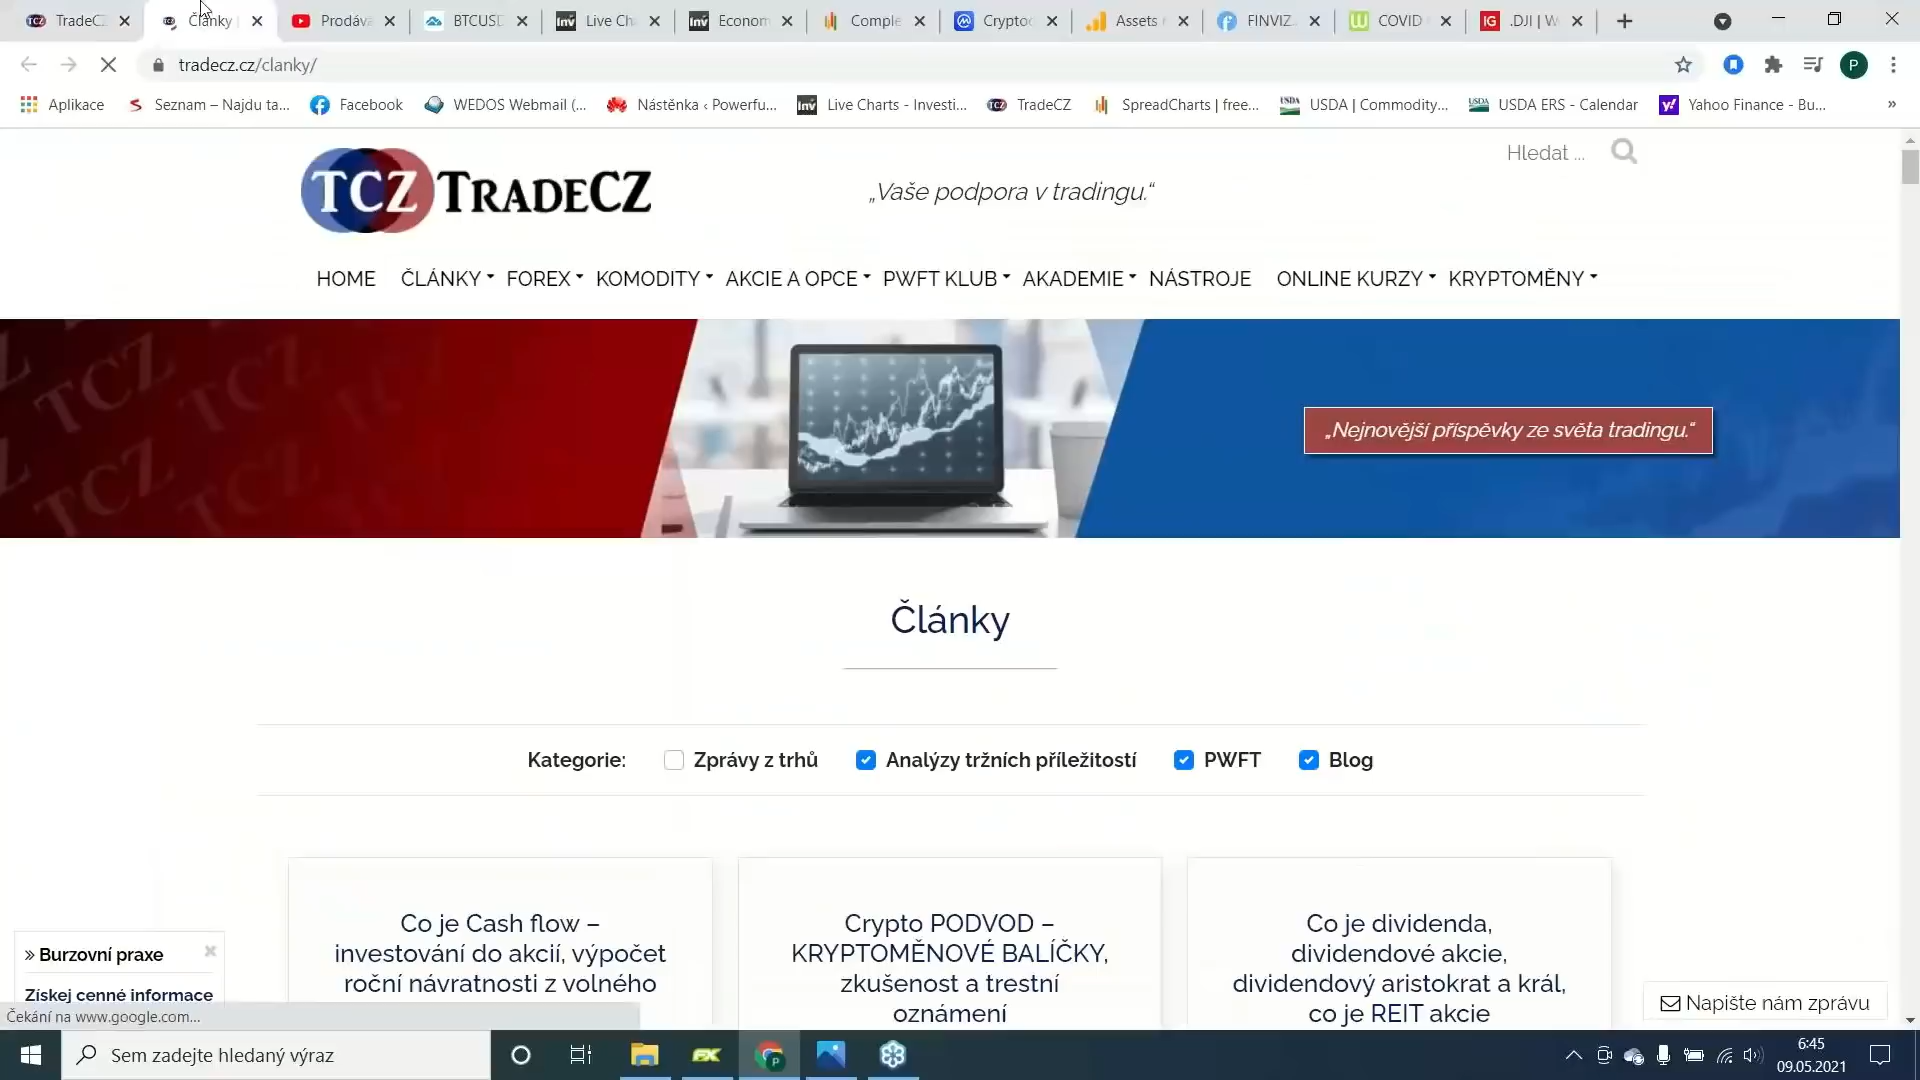 TradeCZ
Články
Prodáv
BTCUSD
Live Ch
Econom
Comple
Cryptoc
Assets
FINVIZ
COVID
.DJI | W
tradecz.cz/clanky/
Aplikace
Seznam – Najdu ta...
Facebook
WEDOS Webmail (...
Nástěnka ‹ Powerfu...
Live Charts - Investi...
TradeCZ
SpreadCharts | free...
USDA | Commodity...
USDA ERS - Calendar
Yahoo Finance - Bu...
Hledat ...
TCZ TRADECZ
„Vaše podpora v tradingu.“
HOME ČLÁNKY FOREX KOMODITY AKCIE A OPCE PWFT KLUB AKADEMIE NÁSTROJE ONLINE KURZY KRYPTOMĚNY
TCZ
TCZ
„Nejnovější příspěvky ze světa tradingu.“
Články
Kategorie: Zprávy z trhů Analýzy tržních příležitostí PWFT Blog
Co je Cash flow –
investování do akcií, výpočet
roční návratnosti z volného
Crypto PODVOD –
KRYPTOMĚNOVÉ BALÍČKY,
zkušenost a trestní
oznámení
Co je dividenda,
dividendové akcie,
dividendový aristokrat a král,
co je REIT akcie
» Burzovní praxe
Získej cenné informace
Čekání na www.google.com...
Napište nám zprávu
Sem zadejte hledaný výraz
6:45
09.05.2021